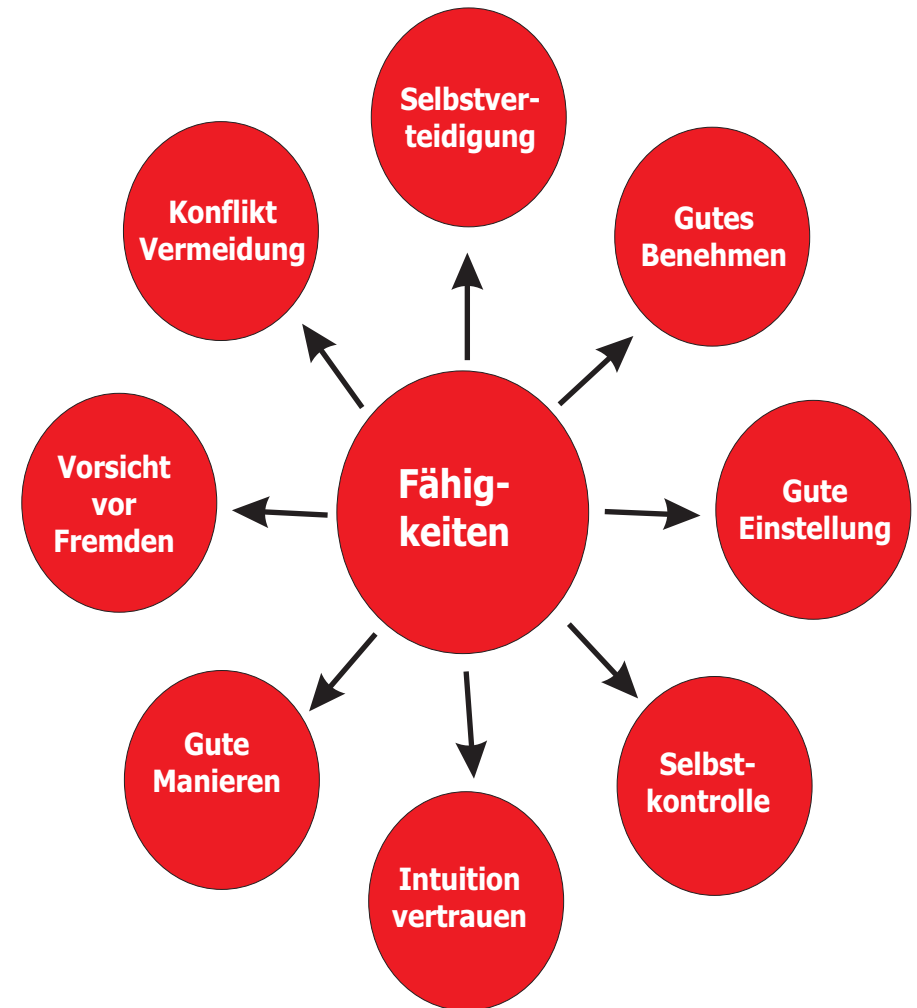 Selbstver-
teidigung
Konflikt
Vermeidung
Gutes
Benehmen
Vorsicht
vor
Fremden
Fähig-
keiten
Gute
Einstellung
Gute
Manieren
Selbst-
kontrolle
Intuition
vertrauen